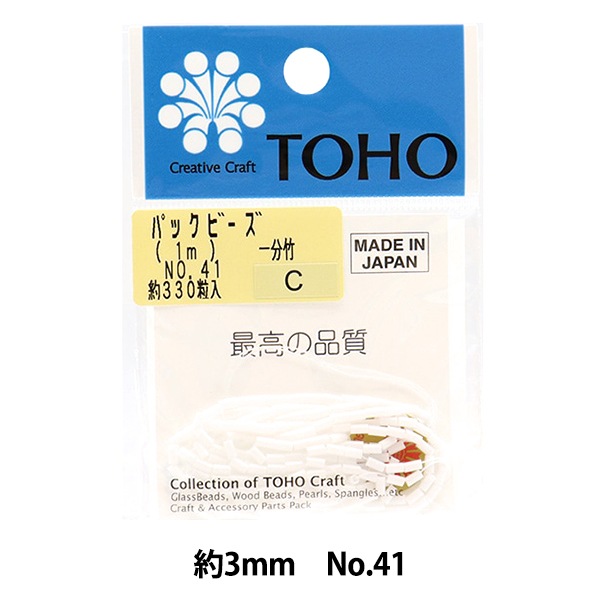 Creative Craft
TOHO
パックビーズ
(1m) 一分竹
NO.41
約330粒入
C
MADE IN
JAPAN
最高の品質
Collection of TOHO Craft
GlassBeads, Wood Beads, Pearls, Spangles, etc
Craft & Accessory Parts Pack
約3mm No.41